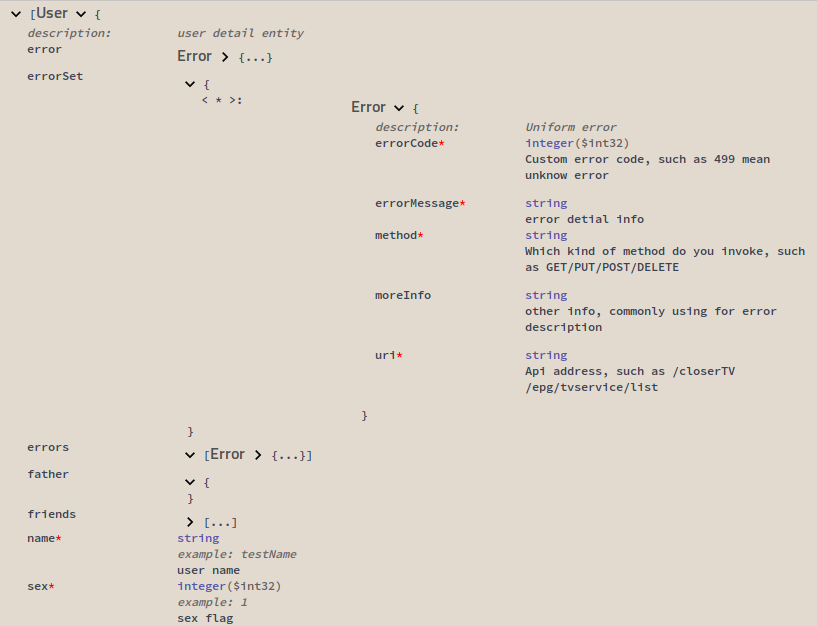 [User {
description: user detail entity
error Error {...}
errorSet {
< * >:
Error {
description: Uniform error
errorCode* integer($int32)
Custom error code, such as 499 mean
unknow error
errorMessage* string
error detial info
method* string
Which kind of method do you invoke, such
as GET/PUT/POST/DELETE
moreInfo string
other info, commonly using for error
description
uri* string
Api address, such as /closerTV
/epg/tvservice/list
}
}
errors [Error {...}]
father {
}
friends [...]
name* string
example: testName
user name
sex* integer($int32)
example: 1
sex flag